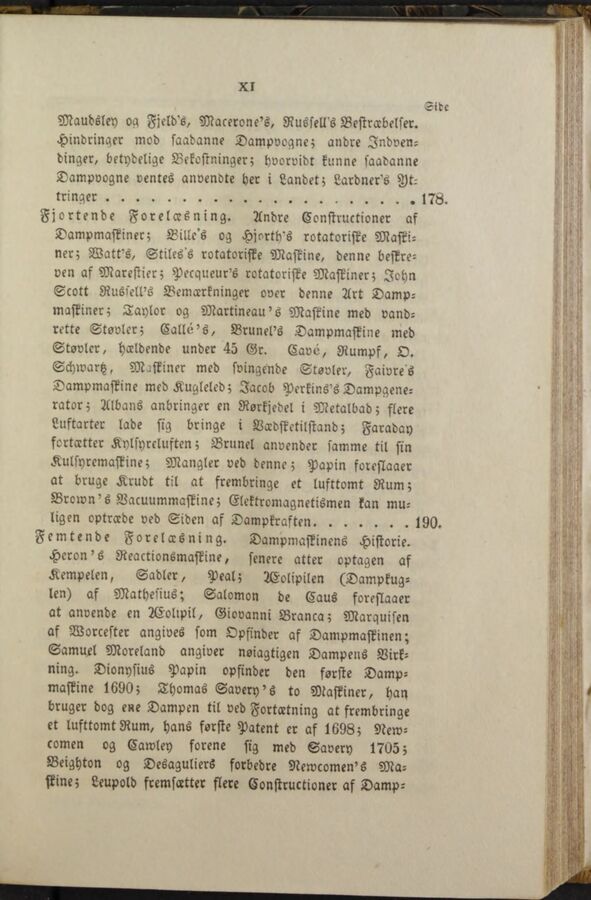 XI
Side
Maudsley og Fjeld's, Macerone's, Russell's Bestræbelser.
Hindringer mod saadanne Dampvogne; andre Indven-
dinger, betydelige Bekostninger; hvorvidt kunne saadanne
Dampvogne ventes anvendte her i Landet; Lardner's Yt-
tringer . . . . . . . . . . . . . . . . . . . 178.
Fjortende Forelæsning. Andre Constructioner af
Dampmaskiner; Bille's og Hjorth's rotatoriske Maski-
ner; Watt's, Stiles's rotatoriske Maskine, denne beskre-
ven af Marestier; Pecqueur's rotatoriske Maskiner; John
Scott Russell's Bemærkninger over denne Art Damp-
maskiner; Taylor og Martineau's Maskine med vand-
rette Støvler; Callé's, Brunel's Dampmaskine med
Støvler, hældende under 45 Gr. Cavé, Rumpf, O.
Schwartz, Maskiner med svingende Støvler, Faivre's
Dampmaskine med Kugleled; Jacob Perkins's Dampgene-
rator; Albans anbringer en Rørkjedel i Metalbad; flere
Luftarter lade sig bringe i Vædsketilstand; Faraday
fortætter Kylsyreluften; Brunel anvender samme til sin
Kulsyremaskine; Mangler ved denne; Papin foreslaaer
at bruge Krudt til at frembringe et lufttomt Rum;
Brown's Vacuummaskine; Elektromagnetismen kan mu-
ligen optræde ved Siden af Dampkraften. . . . . . . 190.
Femtende Forelæsning. Dampmaskinens Historie.
Heron's Reactionsmaskine, senere atter optagen af
Kempelen, Sadler, Peal; Æolipilen (Dampkug-
len) af Mathesius; Salomon de Caus foreslaaer
at anvende en Æolipil, Giovanni Branca; Marquisen
af Worcester angives som Opfinder af Dampmaskinen;
Samuel Moreland angiver nøiagtigen Dampens Virk-
ning. Dionysius Papin opfinder den første Damp-
maskine 1690; Thomas Savery's to Maskiner, han
bruger dog ene Dampen til ved Fortætning at frembringe
et lufttomt Rum, hans første Patent er af 1698; New-
comen og Cawley forene sig med Savery 1705;
Beighton og Desaguliers forbedre Newcomen's Ma-
skine; Leupold fremsætter flere Constructioner af Damp-